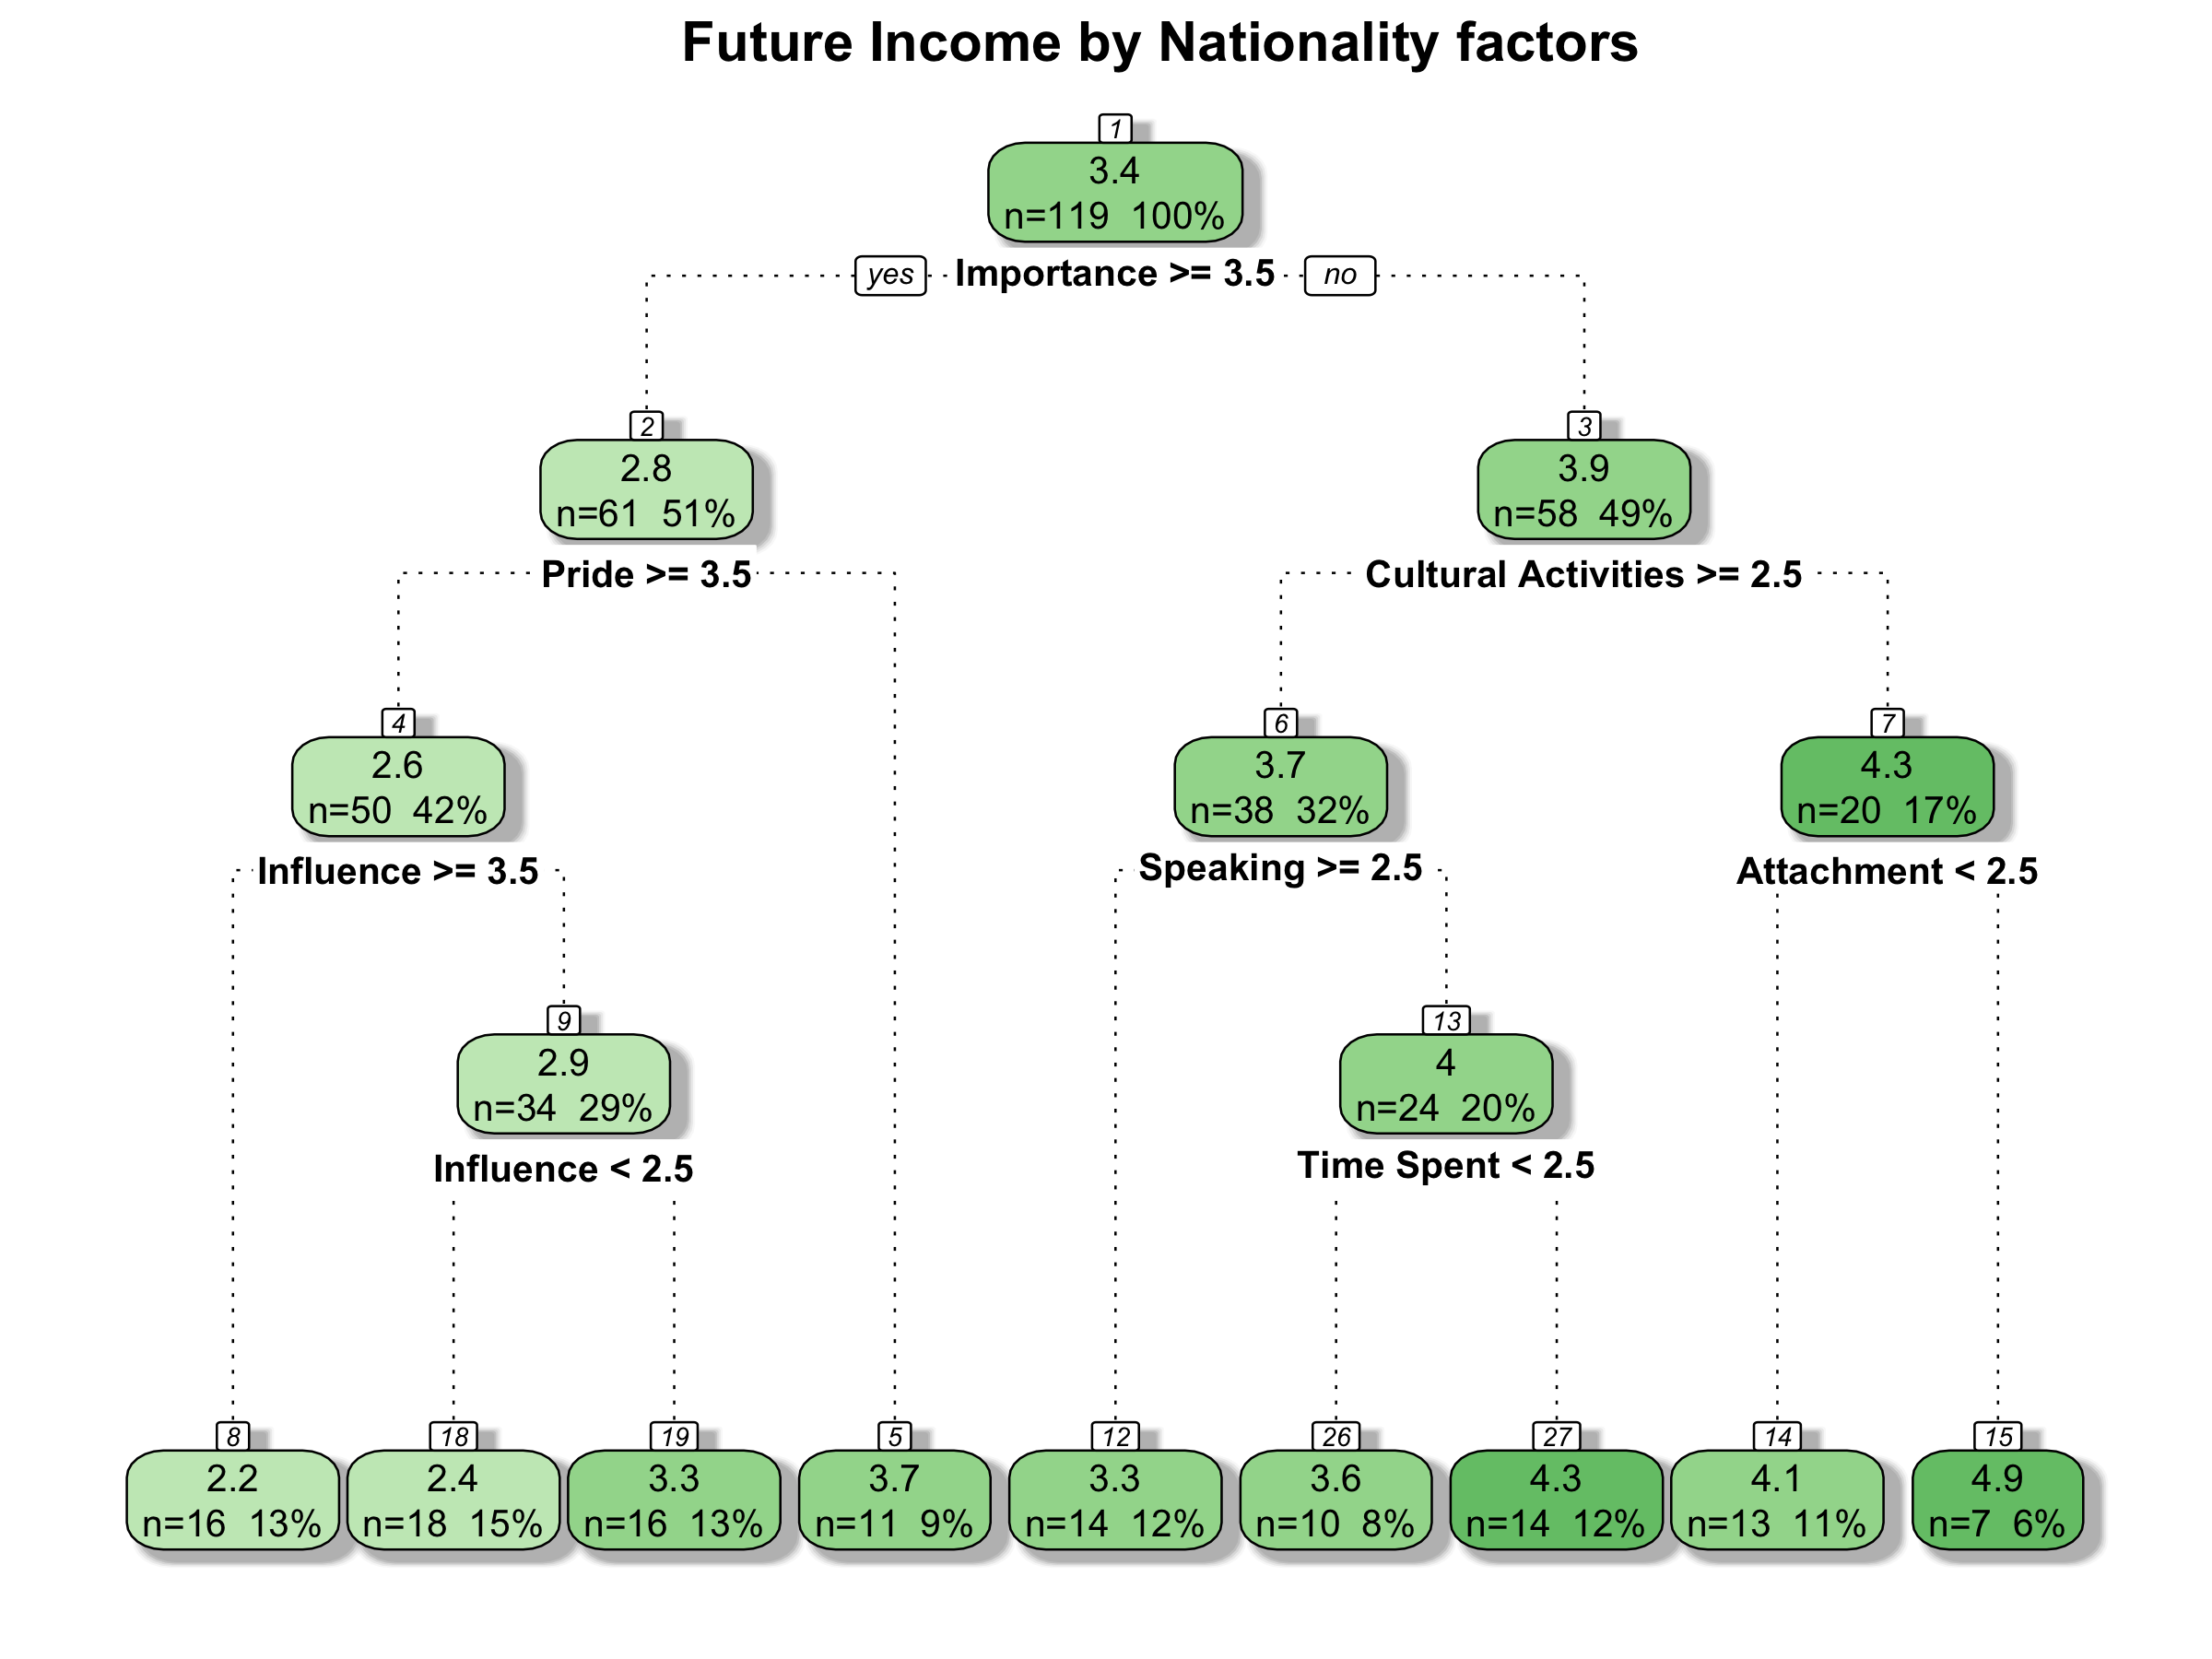 Future Income by Nationality factors
1
3.4
n=119 100%
yes Importance >= 3.5 no
2
2.8
n=61 51%
3
3.9
n=58 49%
Pride >= 3.5
Cultural Activities >= 2.5
4
2.6
n=50 42%
6
3.7
n=38 32%
7
4.3
n=20 17%
Influence >= 3.5
Speaking >= 2.5
Attachment < 2.5
9
2.9
n=34 29%
13
4
n=24 20%
Influence < 2.5
Time Spent < 2.5
8
2.2
n=16 13%
18
2.4
n=18 15%
19
3.3
n=16 13%
5
3.7
n=11 9%
12
3.3
n=14 12%
26
3.6
n=10 8%
27
4.3
n=14 12%
14
4.1
n=13 11%
15
4.9
n=7 6%